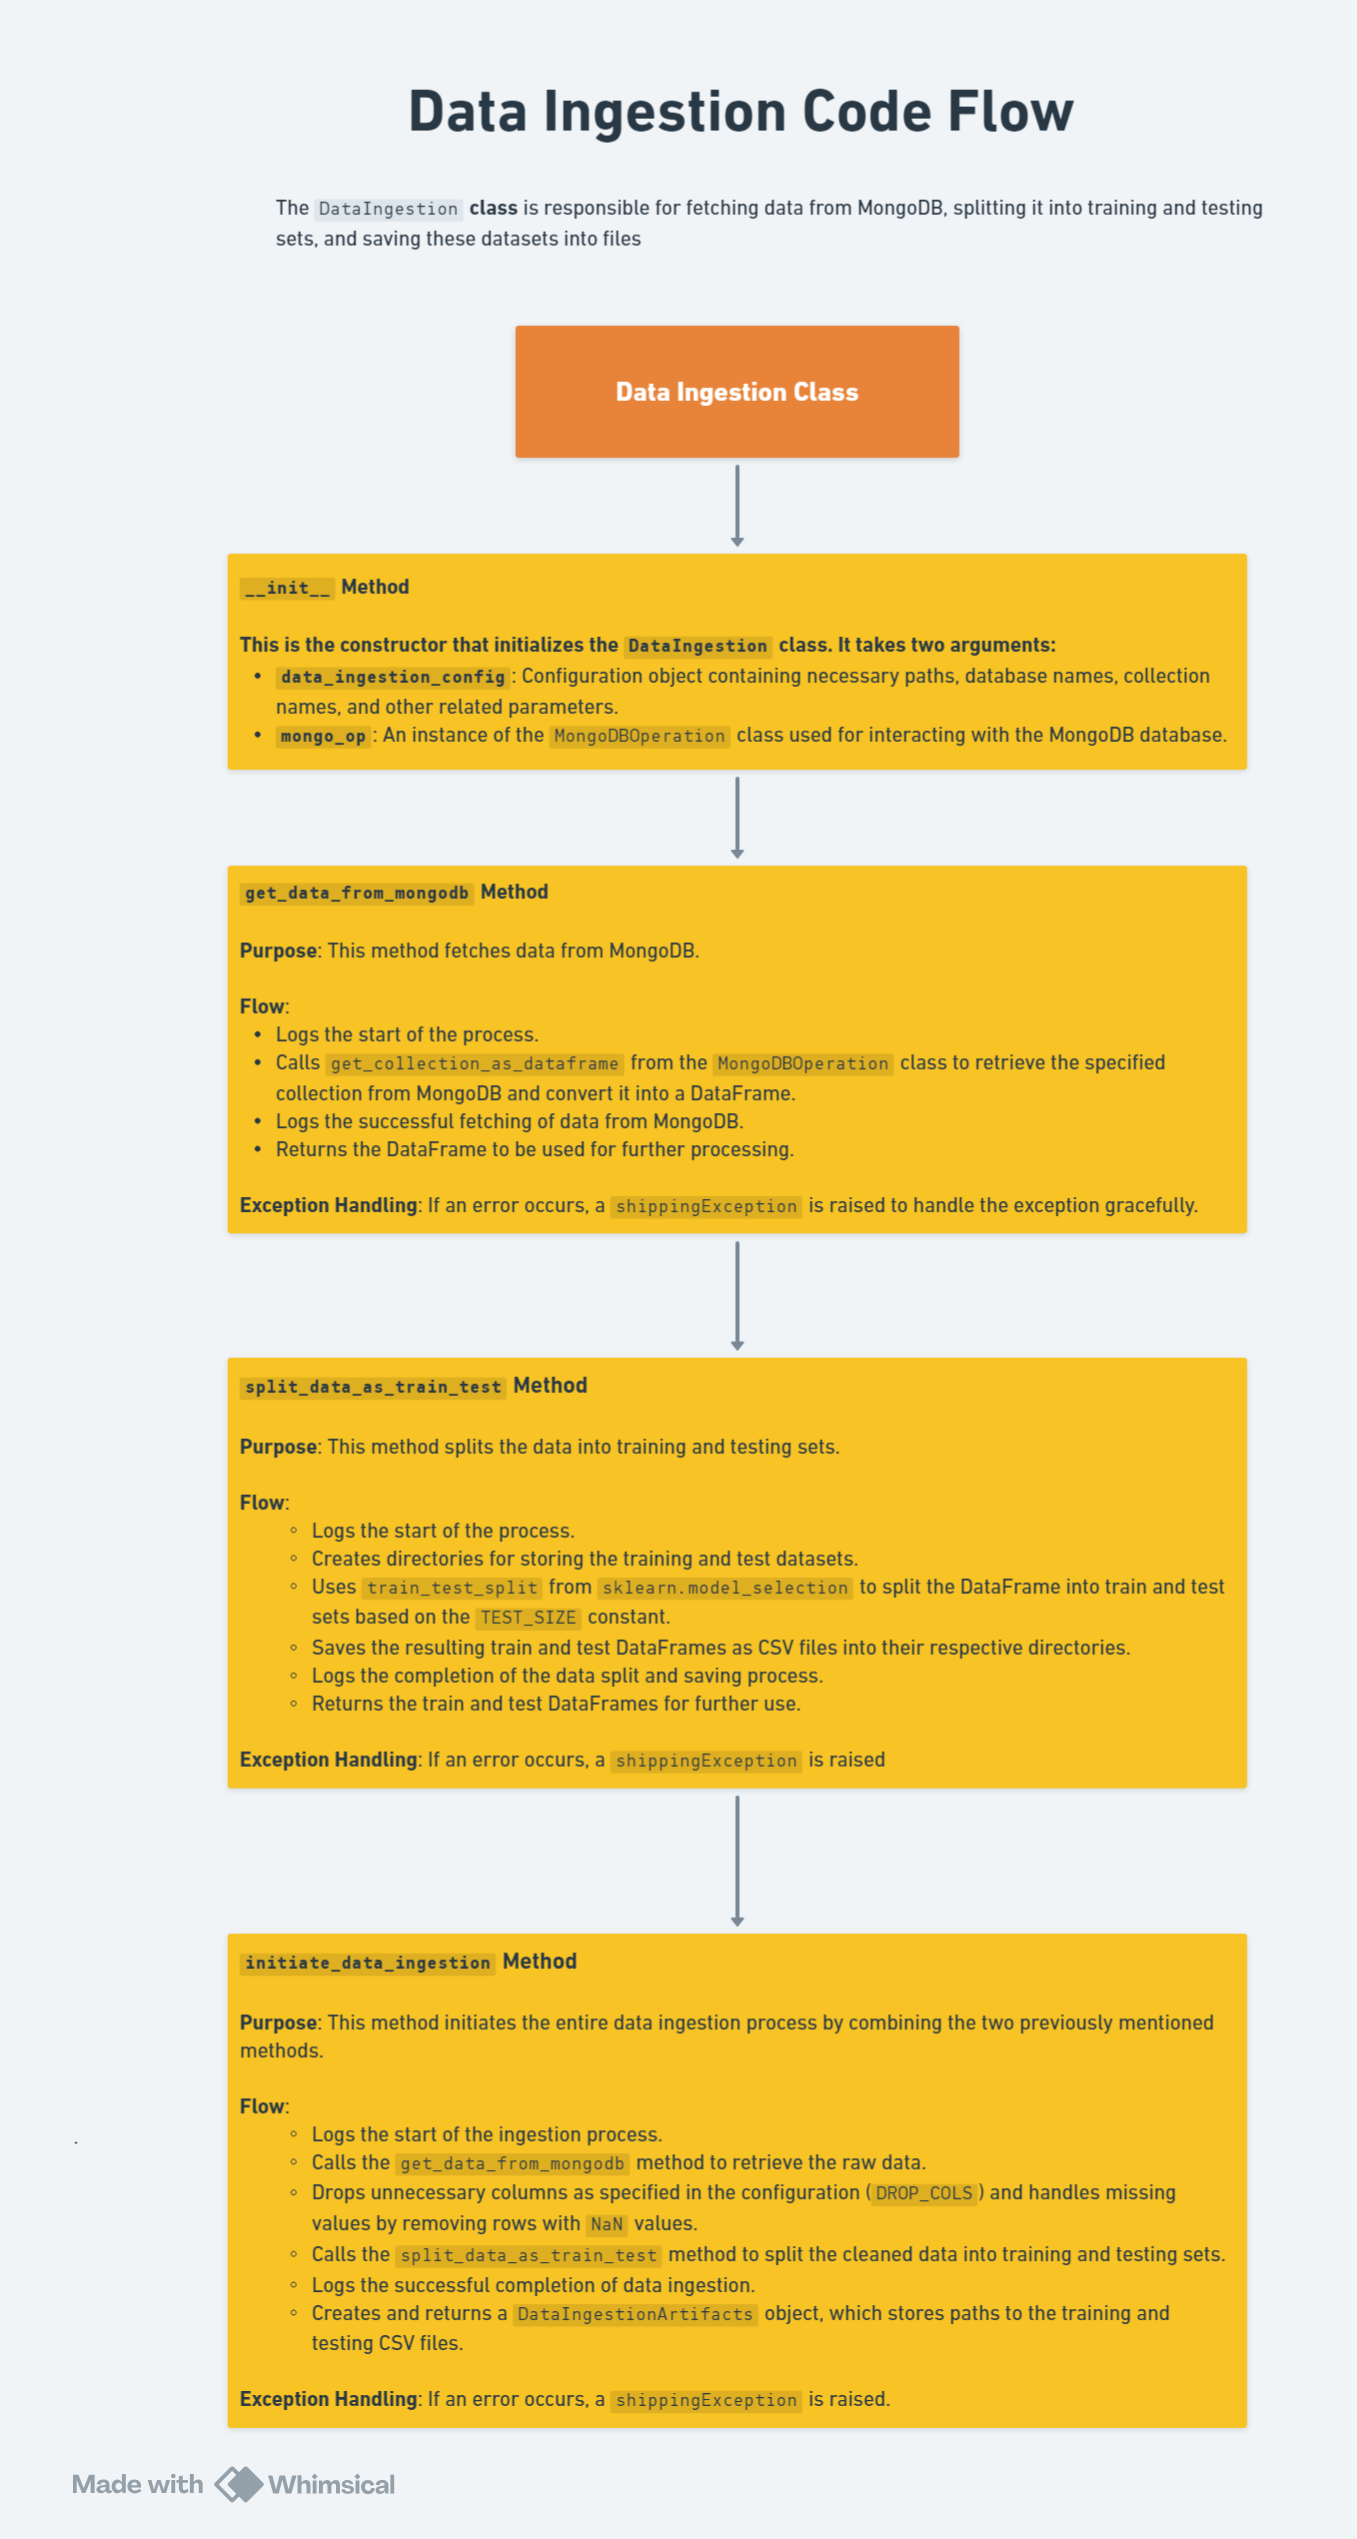 Data Ingestion Code Flow
The DataIngestion class is responsible for fetching data from MongoDB, splitting it into training and testing
sets, and saving these datasets into files
Data Ingestion Class
__init__ Method
This is the constructor that initializes the DataIngestion class. It takes two arguments:
• data_ingestion_config: Configuration object containing necessary paths, database names, collection
names, and other related parameters.
• mongo_op: An instance of the MongoDBOperation class used for interacting with the MongoDB database.
get_data_from_mongodb Method
Purpose: This method fetches data from MongoDB.
Flow:
• Logs the start of the process.
• Calls get_collection_as_dataframe from the MongoDBOperation class to retrieve the specified
collection from MongoDB and convert it into a DataFrame.
• Logs the successful fetching of data from MongoDB.
• Returns the DataFrame to be used for further processing.
Exception Handling: If an error occurs, a shippingException is raised to handle the exception gracefully.
split_data_as_train_test Method
Purpose: This method splits the data into training and testing sets.
Flow:
◦ Logs the start of the process.
◦ Creates directories for storing the training and test datasets.
◦ Uses train_test_split from sklearn.model_selection to split the DataFrame into train and test
sets based on the TEST_SIZE constant.
◦ Saves the resulting train and test DataFrames as CSV files into their respective directories.
◦ Logs the completion of the data split and saving process.
◦ Returns the train and test DataFrames for further use.
Exception Handling: If an error occurs, a shippingException is raised
initiate_data_ingestion Method
Purpose: This method initiates the entire data ingestion process by combining the two previously mentioned
methods.
Flow:
◦ Logs the start of the ingestion process.
◦ Calls the get_data_from_mongodb method to retrieve the raw data.
◦ Drops unnecessary columns as specified in the configuration (DROP_COLS) and handles missing
values by removing rows with NaN values.
◦ Calls the split_data_as_train_test method to split the cleaned data into training and testing sets.
◦ Logs the successful completion of data ingestion.
◦ Creates and returns a DataIngestionArtifacts object, which stores paths to the training and
testing CSV files.
Exception Handling: If an error occurs, a shippingException is raised.
Made with Whimsical